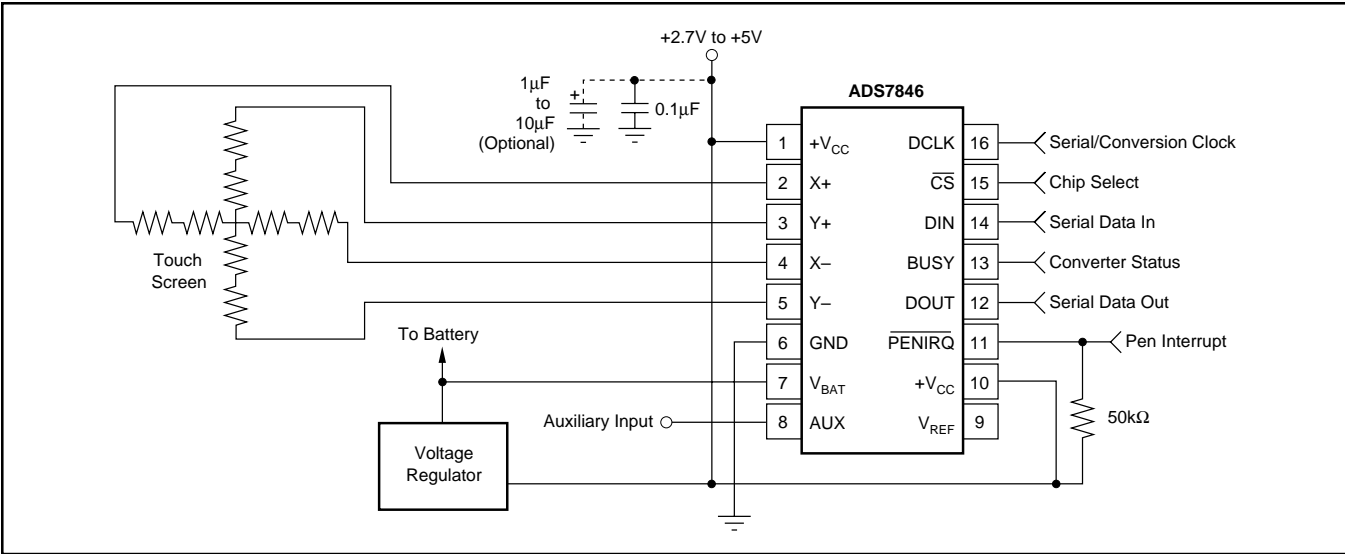 +2.7V to +5V
1µF
to
10µF
(Optional)
+
0.1µF
ADS7846
1 +VCC DCLK 16 Serial/Conversion Clock
2 X+ CS 15 Chip Select
3 Y+ DIN 14 Serial Data In
4 X– BUSY 13 Converter Status
5 Y– DOUT 12 Serial Data Out
6 GND PENIRQ 11 Pen Interrupt
7 VBAT +VCC 10
8 AUX VREF 9
Touch
Screen
To Battery
Auxiliary Input
50kΩ
Voltage
Regulator